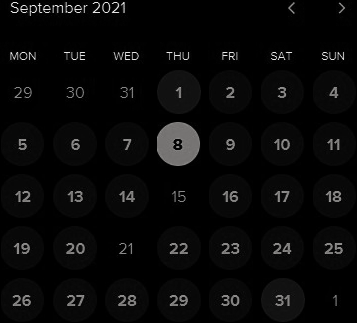 September 2021
MON TUE WED THU FRI SAT SUN
29 30 31 1 2 3 4
5 6 7 8 9 10 11
12 13 14 15 16 17 18
19 20 21 22 23 24 25
26 27 28 29 30 31 1